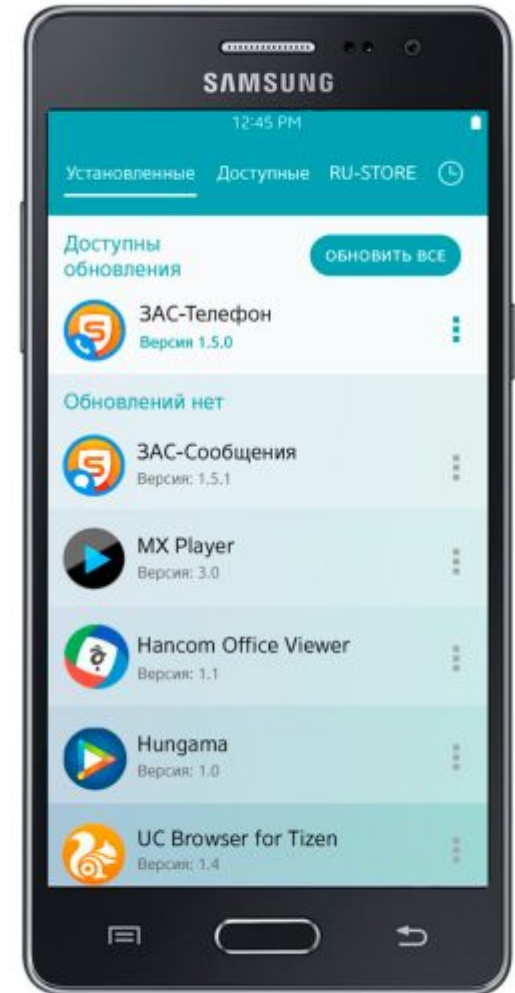 SAMSUNG
12:45 PM
Установленные Доступные RU-STORE
Доступны
обновления
ОБНОВИТЬ ВСЕ
ЗАС-Телефон
Версия 1.5.0
Обновлений нет
ЗАС-Сообщения
Версия: 1.5.1
MX Player
Версия: 3.0
Hancom Office Viewer
Версия: 1.1
Hungama
Версия: 1.0
UC Browser for Tizen
Версия: 1.4